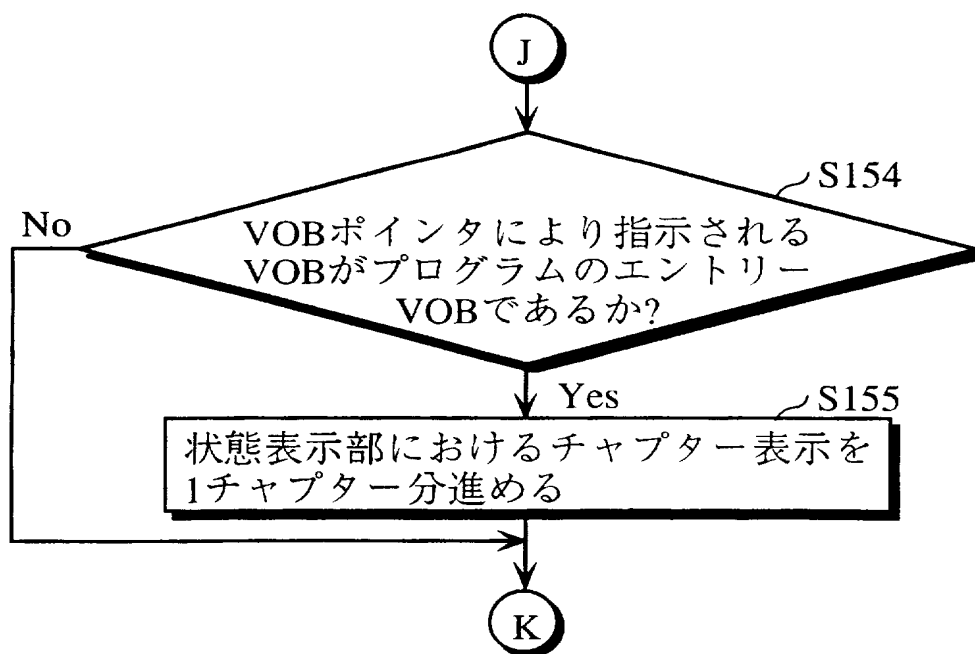 J
S154
No
VOBポインタにより指示される
VOBがプログラムのエントリー
VOBであるか?
Yes
S155
状態表示部におけるチャプター表示を
1チャプター分進める
K